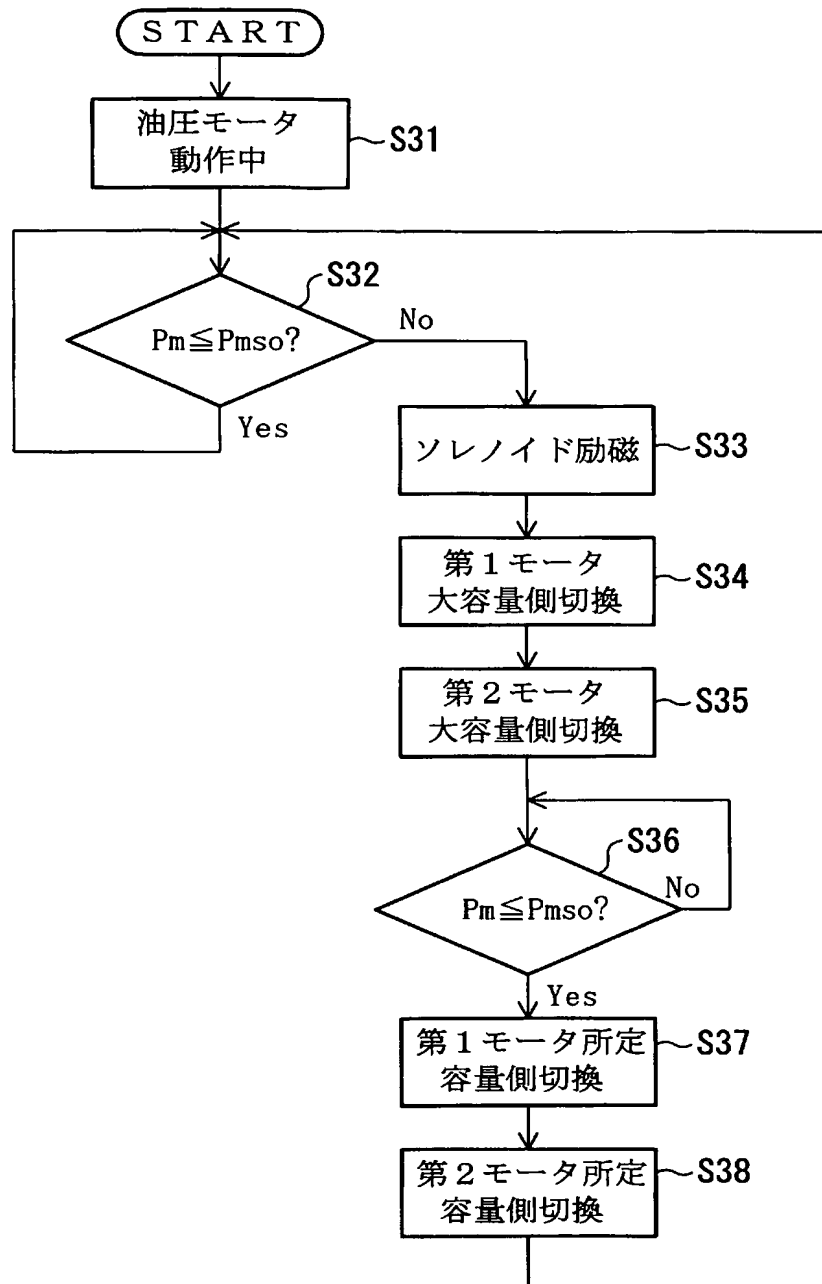 START
油圧モータ
動作中
S31
S32
Pm≦Pmso?
No
Yes
ソレノイド励磁
S33
第1モータ
大容量側切換
S34
第2モータ
大容量側切換
S35
S36
Pm≦Pmso?
No
Yes
第1モータ所定
容量側切換
S37
第2モータ所定
容量側切換
S38